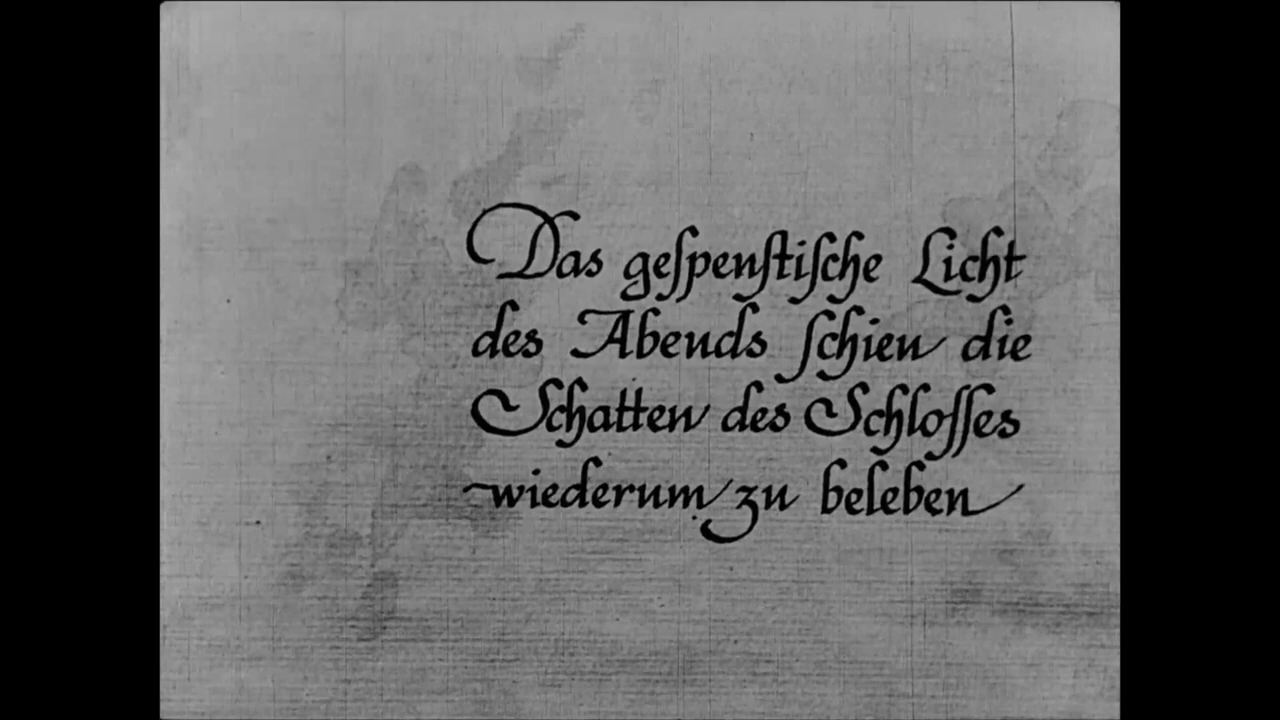 Das geſpenſtiſche Licht
des Abends ſchien die
Schatten des Schloſſes
wiederum zu beleben